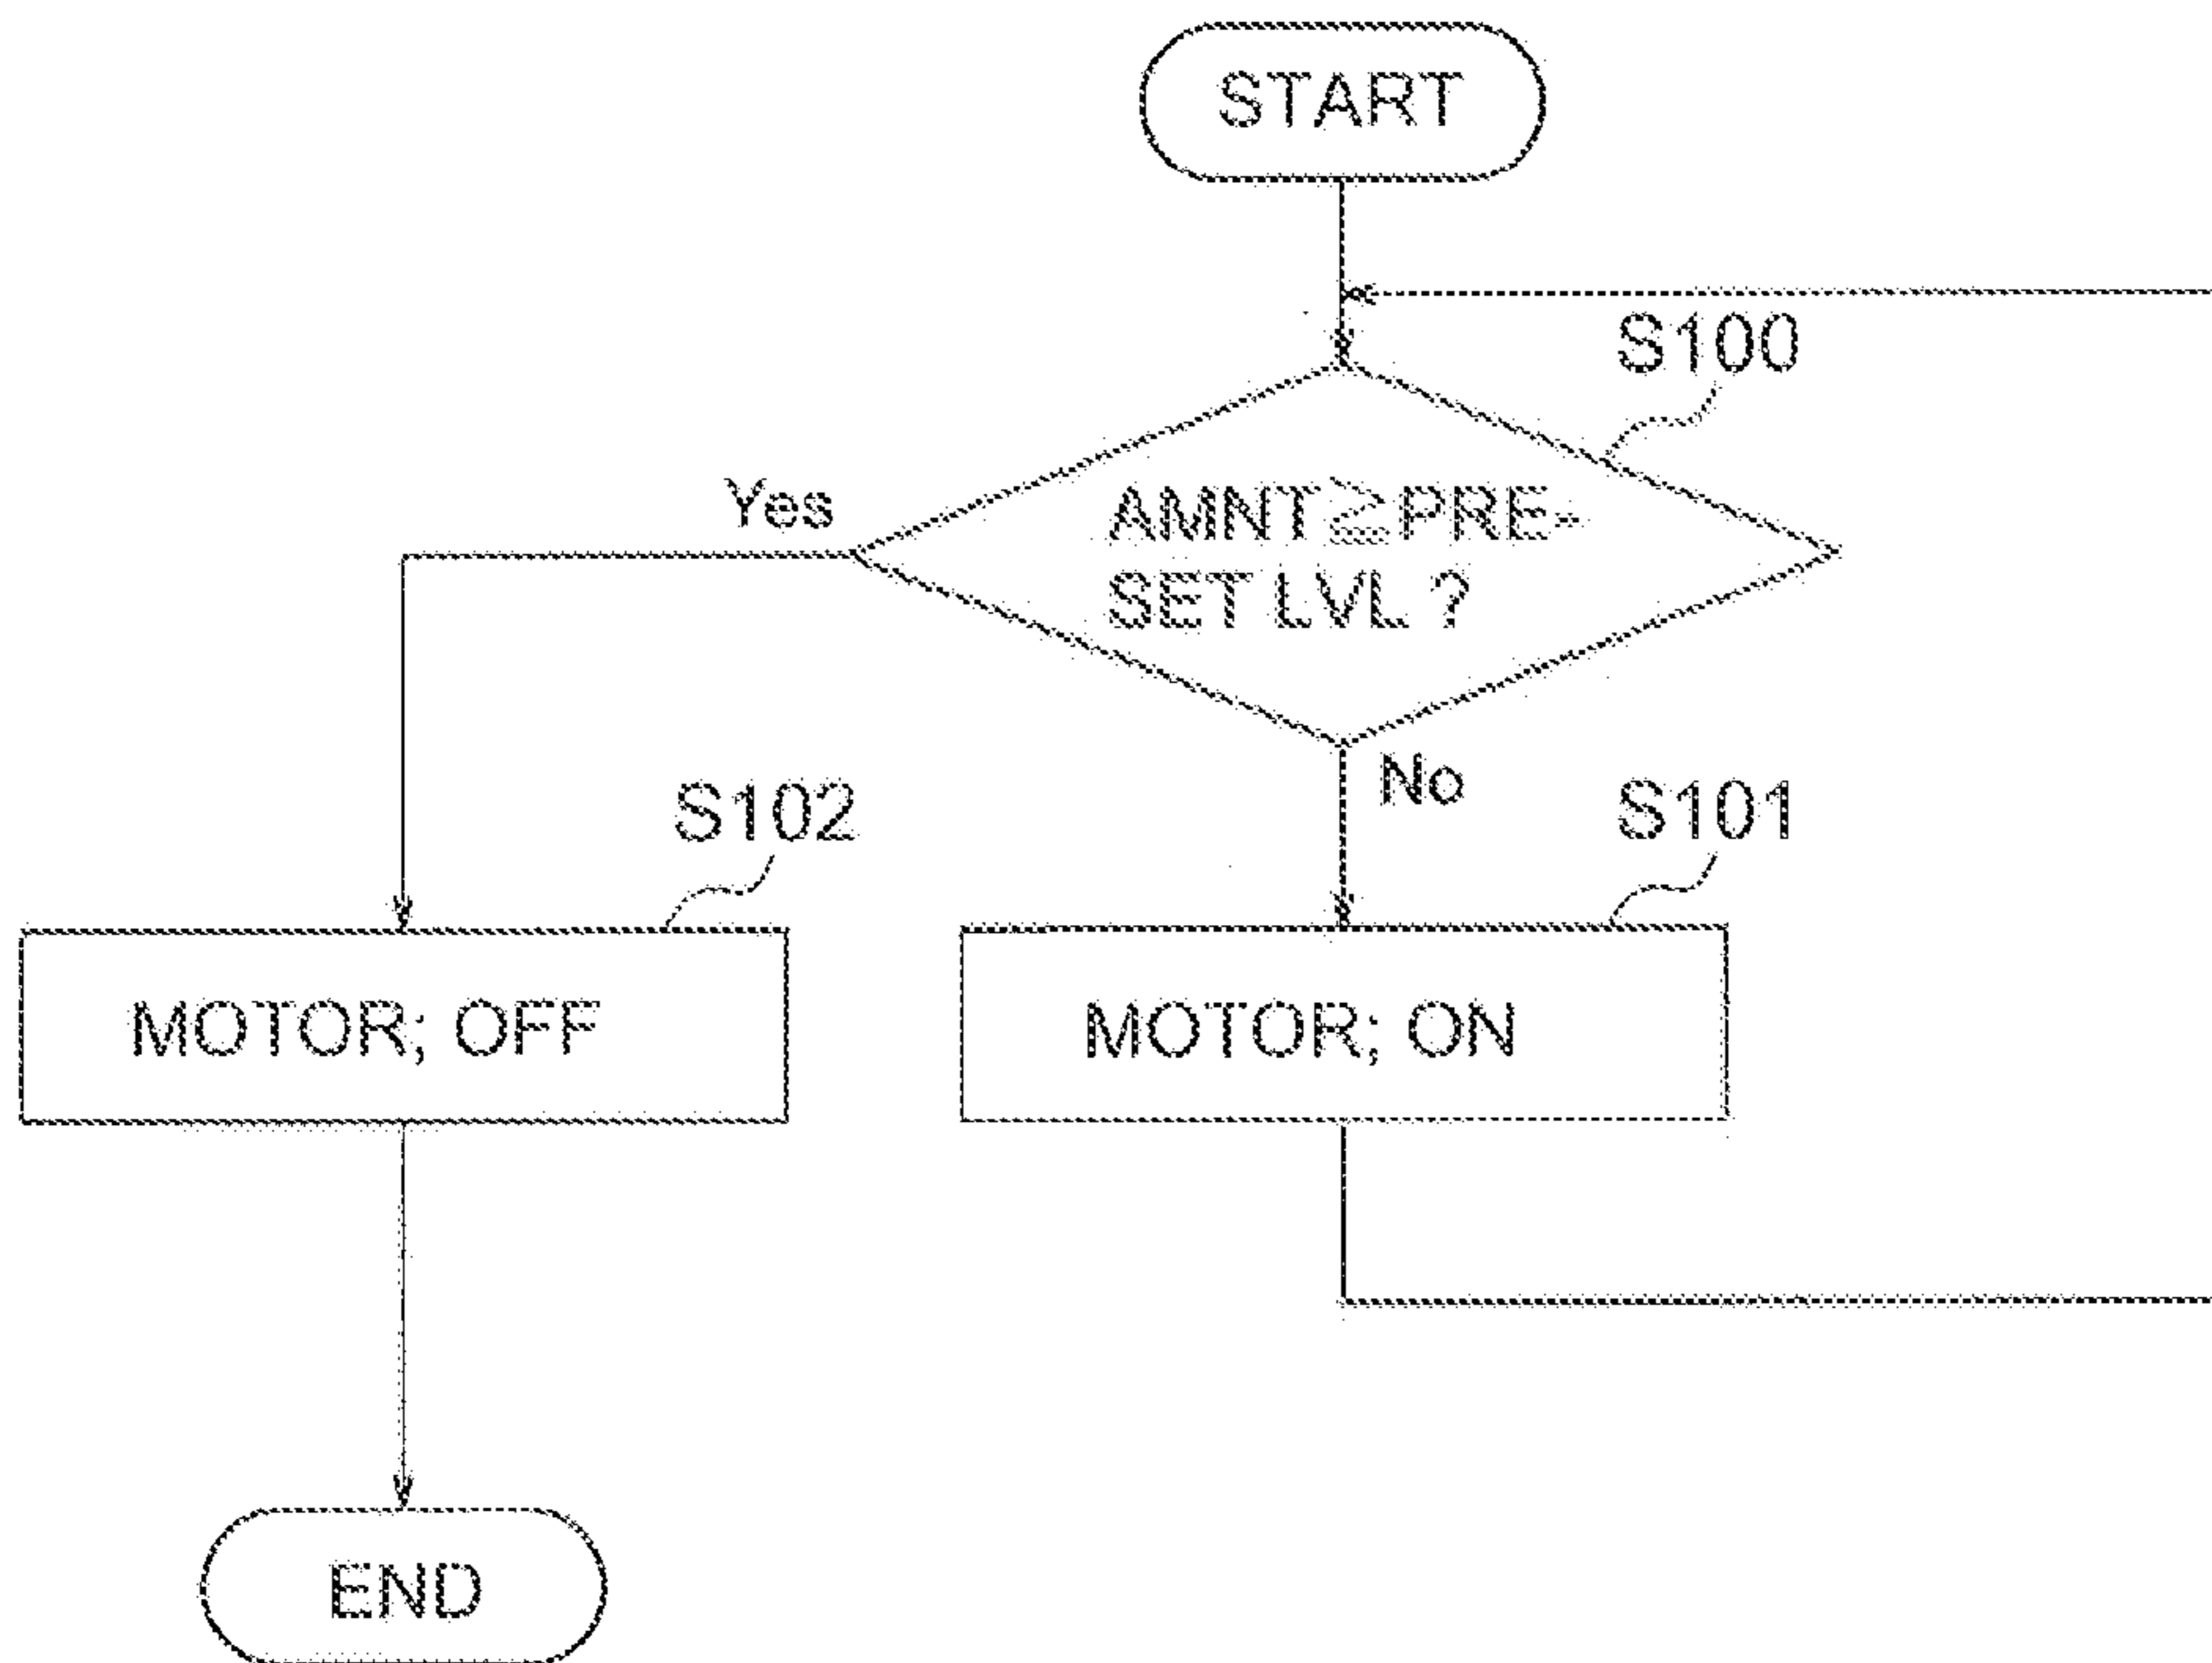 START
S100
Yes
AMNT≧PRE-
SET LVL ?
No
S102
S101
MOTOR; OFF
MOTOR; ON
END